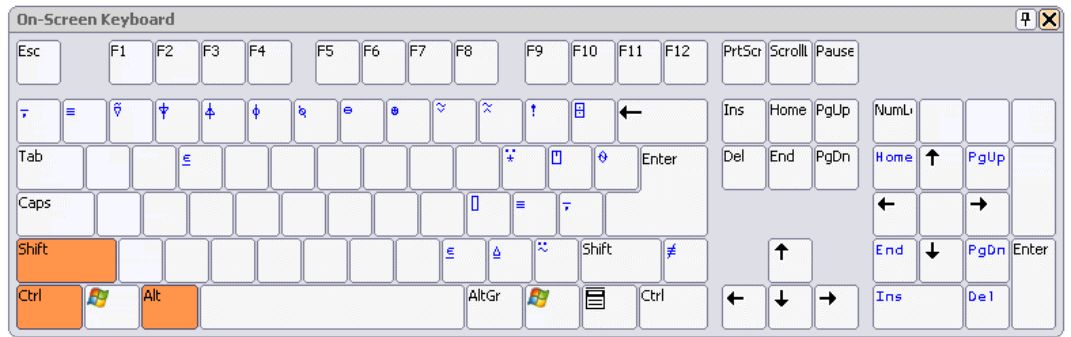 On-Screen Keyboard
Esc F1 F2 F3 F4 F5 F6 F7 F8 F9 F10 F11 F12 PrtScr ScrollL Pause
⍪ ≡ ⍫ ⍒ ⍋ ⌽ ⍉ ⊖ ⍟ ⍱ ⍲ ! ⌹ ← Ins Home PgUp NumL
Tab ⍷ ⍣ ⍞ ⍬ Enter Del End PgDn Home ↑ PgUp
Caps ⌷ ≡ ⍪ ← →
Shift ⍷ ⍙ ⍨ Shift ≢ ↑ End ↓ PgDn Enter
Ctrl Alt AltGr Ctrl ← ↓ → Ins Del